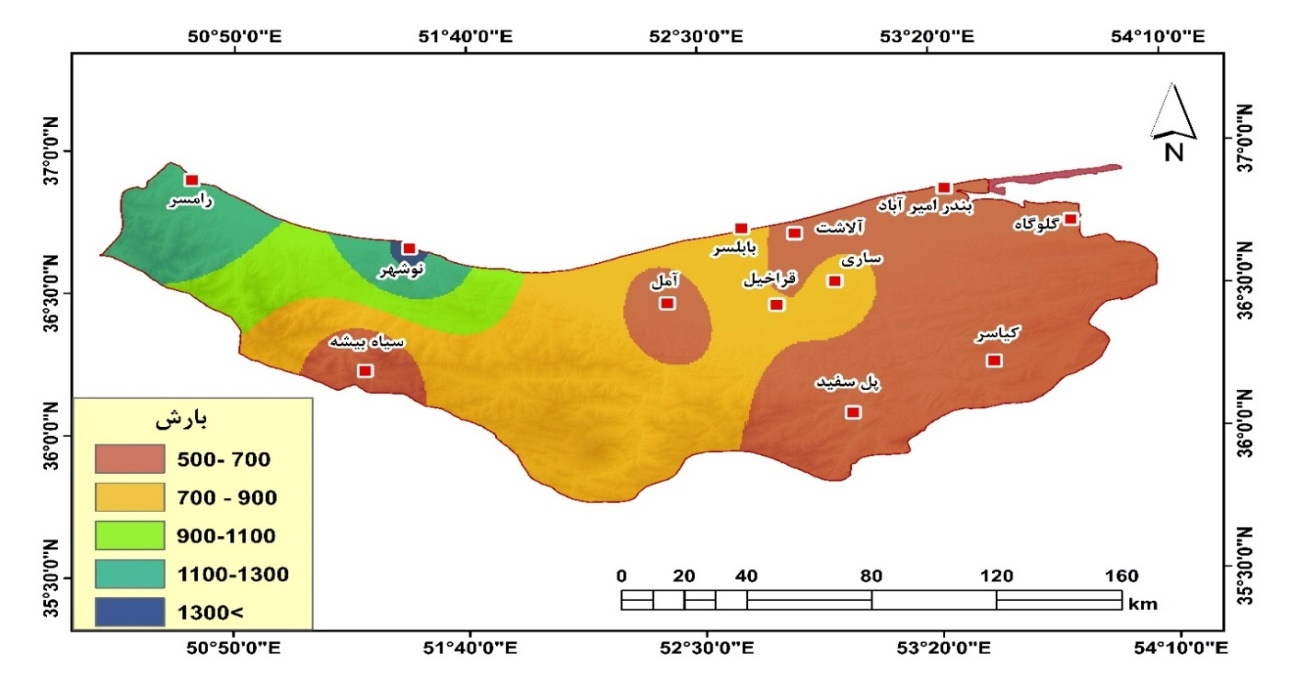 50°50'0"E 51°40'0"E 52°30'0"E 53°20'0"E 54°10'0"E
37°0'0"N
36°30'0"N
36°0'0"N
35°30'0"N
37°0'0"N
36°30'0"N
36°0'0"N
35°30'0"N
N
رامسر
نوشهر
سیاه بیشه
آمل
بابلسر
آلاشت
قراخیل
ساری
بندر امیر آباد
گلوگاه
کیاسر
پل سفید
بارش
500- 700
700 - 900
900-1100
1100-1300
1300<
0 20 40 80 120 160
km
50°50'0"E 51°40'0"E 52°30'0"E 53°20'0"E 54°10'0"E